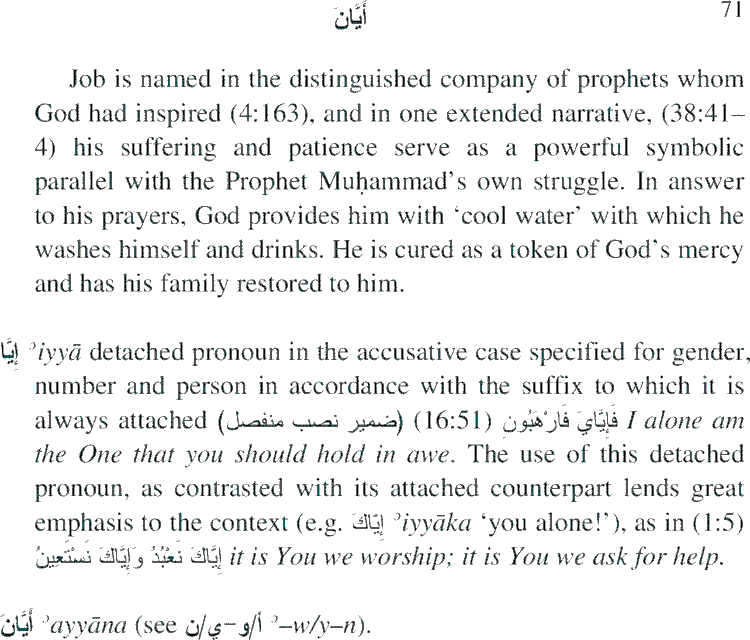 أَيَّانَ 71
Job is named in the distinguished company of prophets whom
God had inspired (4:163), and in one extended narrative, (38:41–
4) his suffering and patience serve as a powerful symbolic
parallel with the Prophet Muḥammad’s own struggle. In answer
to his prayers, God provides him with ‘cool water’ with which he
washes himself and drinks. He is cured as a token of God’s mercy
and has his family restored to him.
إِيَّا ʾiyyā detached pronoun in the accusative case specified for gender,
number and person in accordance with the suffix to which it is
always attached (ضمير نصب منفصل) (16:51) فَإِيَّايَ فَارْهَبُونِ I alone am
the One that you should hold in awe. The use of this detached
pronoun, as contrasted with its attached counterpart lends great
emphasis to the context (e.g. إِيَّاكَ ʾiyyāka ‘you alone!’), as in (1:5)
إِيَّاكَ نَعْبُدُ وَإِيَّاكَ نَسْتَعِينُ it is You we worship; it is You we ask for help.
أَيَّانَ ʾayyāna (see أ/و–ي/ن ʾ–w/y–n).